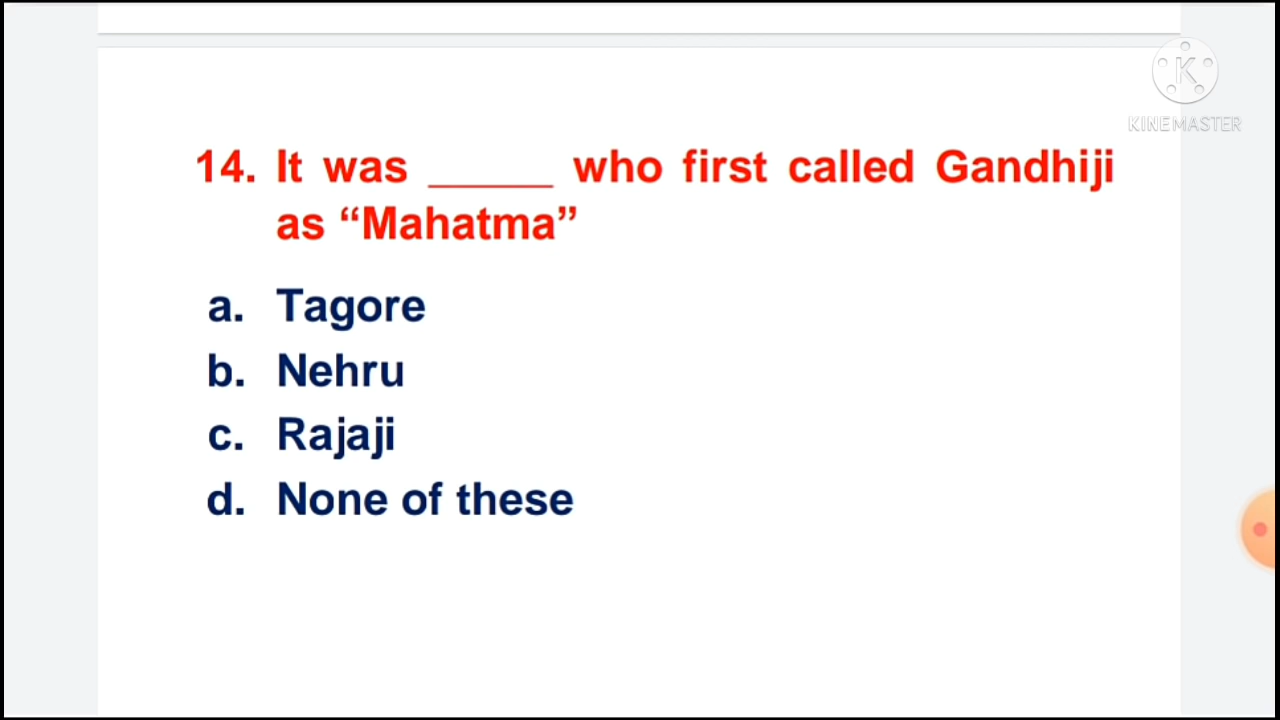 K
KINEMASTER
14. It was _____ who first called Gandhiji
as “Mahatma”
a. Tagore
b. Nehru
c. Rajaji
d. None of these